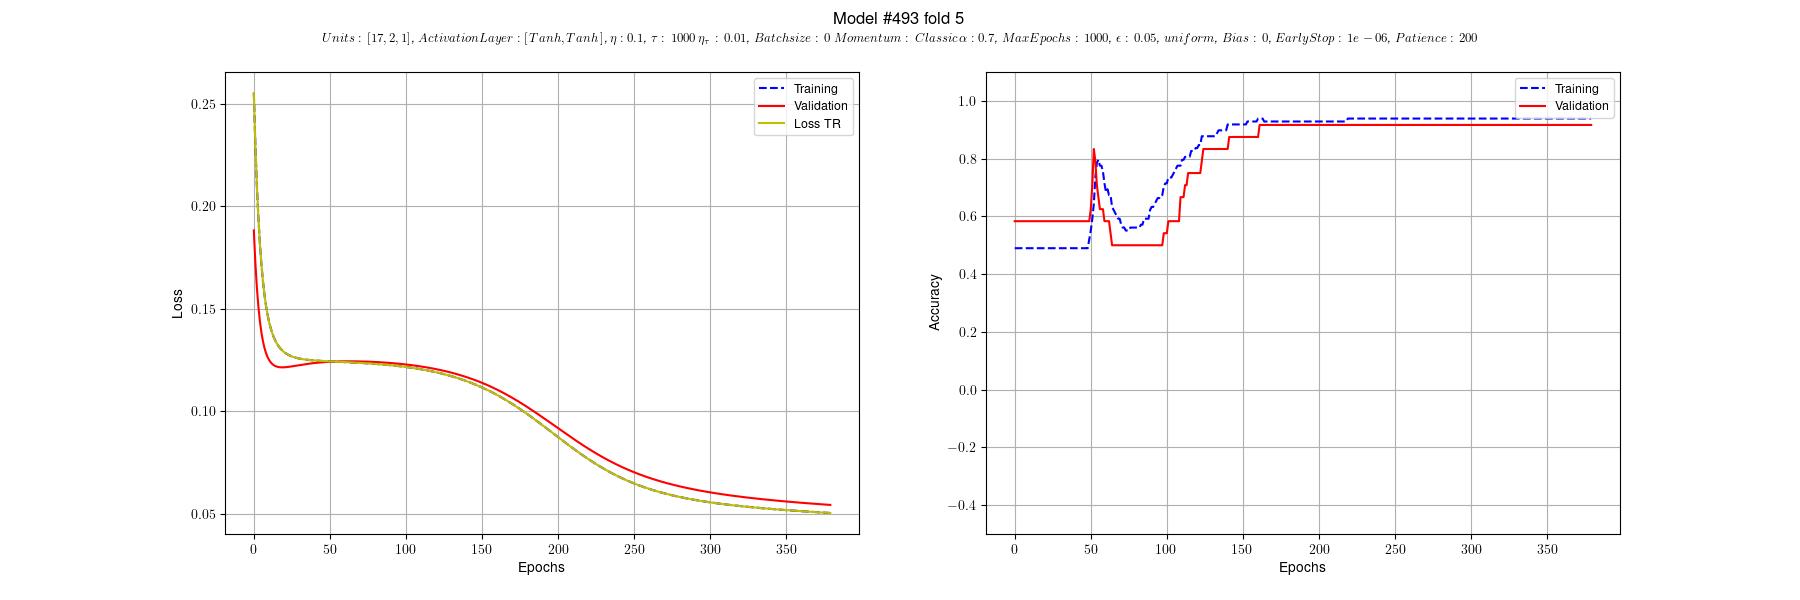 Model #493 fold 5
Units : [17, 2, 1], ActivationLayer : [Tanh, Tanh], η : 0.1, τ : 1000 η_τ : 0.01, Batchsize : 0 Momentum : Classic α : 0.7, MaxEpochs : 1000, ϵ : 0.05, uniform, Bias : 0, EarlyStop : 1e − 06, Patience : 200
Training
Validation
Loss TR
0.25
0.20
0.15
0.10
0.05
Loss
0 50 100 150 200 250 300 350
Epochs
Training
Validation
1.0
0.8
0.6
0.4
0.2
0.0
−0.2
−0.4
Accuracy
0 50 100 150 200 250 300 350
Epochs